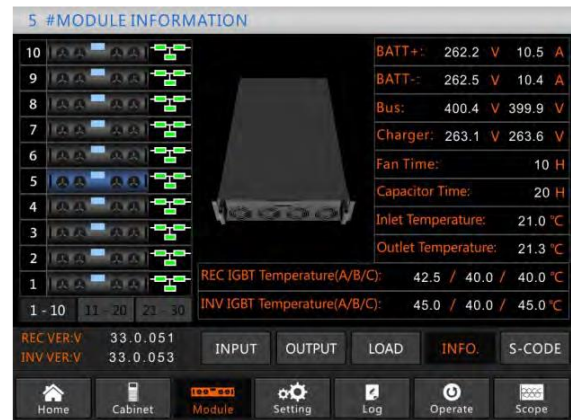 5 #MODULE INFORMATION
10
9
8
7
6
5
4
3
2
1
1 - 10 11 - 20 21 - 30
BATT+: 262.2 V 10.5 A
BATT-: 262.5 V 10.4 A
Bus: 400.4 V 399.9 V
Charger: 263.1 V 263.6 V
Fan Time: 10 H
Capacitor Time: 20 H
Inlet Temperature: 21.0 ℃
Outlet Temperature: 21.3 ℃
REC IGBT Temperature(A/B/C): 42.5 / 40.0 / 40.0 ℃
INV IGBT Temperature(A/B/C): 45.0 / 40.0 / 45.0 ℃
REC VER:V 33.0.051
INV VER:V 33.0.053
INPUT OUTPUT LOAD INFO. S-CODE
Home Cabinet Module Setting Log Operate Scope